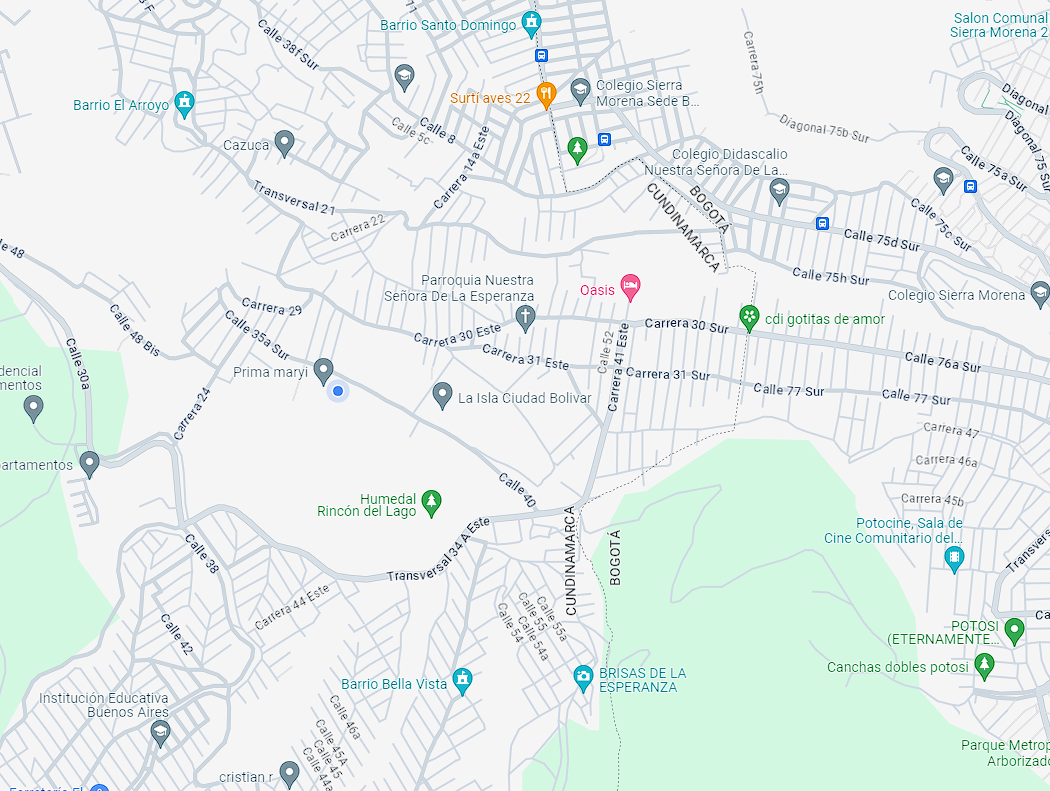 Barrio Santo Domingo
Salon Comunal
Sierra Morena 2
Calle 38f Sur
Carrera 75h
Colegio Sierra
Morena Sede B...
Surti aves 22
Barrio El Arroyo
Calle 8
Calle 5c
Diagonal 75b Sur
Diagonal
Diagonal 75
Cazuca
Carrera 14a Este
Colegio Didascalio
Nuestra Señora De La...
Calle 75a Sur
Transversal 21
Carrera 22
BOGOTÁ
CUNDINAMARCA
Calle 75c Sur
Calle 75d Sur
Calle 75h Sur
Parroquia Nuestra
Señora De La Esperanza
Oasis
Colegio Sierra Morena
Carrera 29
Calle 48 Bis
Calle 35a Sur
Carrera 30 Este
Carrera 30 Sur
cdi gotitas de amor
Calle 30a
Carrera 31 Este
Calle 52
Carrera 41 Este
Calle 76a Sur
Prima maryi
Carrera 31 Sur
Calle 77 Sur
Calle 77 Sur
La Isla Ciudad Bolivar
Carrera 24
Carrera 47
Carrera 46a
Carrera 45b
Calle 40
Humedal
Rincón del Lago
Transversal 34 A Este
CUNDINAMARCA
BOGOTÁ
Potocine, Sala de
Cine Comunitario del...
Calle 38
Carrera 44 Este
Calle 42
Calle 55a
Calle 55
Calle 54a
Calle 54
POTOSI
(ETERNAMENTE...
Canchas dobles potosi
Barrio Bella Vista
BRISAS DE LA
ESPERANZA
Institución Educativa
Buenos Aires
Calle 46a
Calle 45A
Calle 45
Calle 44a
cristian r
Parque Metrop
Arborizado